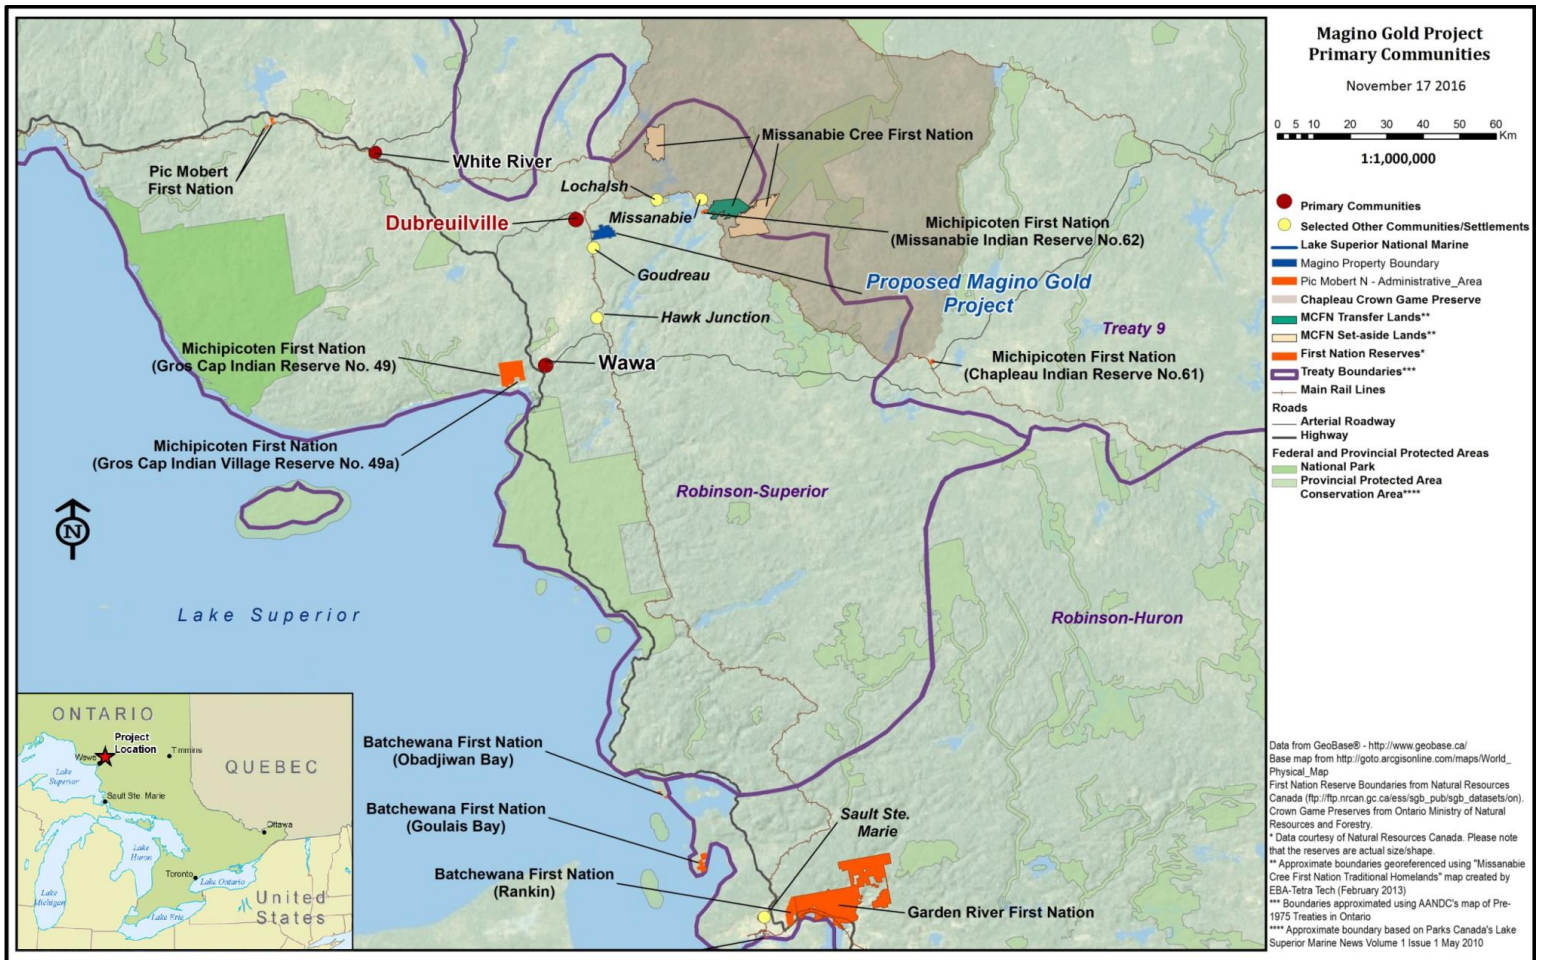 Magino Gold Project
Primary Communities
November 17 2016
0 5 10 20 30 40 50 60
Km
1:1,000,000
Primary Communities
Selected Other Communities/Settlements
Lake Superior National Marine
Magino Property Boundary
Pic Mobert N - Administrative_Area
Chapleau Crown Game Preserve
MCFN Transfer Lands**
MCFN Set-aside Lands**
First Nation Reserves*
Treaty Boundaries***
Main Rail Lines
Roads
Arterial Roadway
Highway
Federal and Provincial Protected Areas
National Park
Provincial Protected Area
Conservation Area****
Data from GeoBase® - http://www.geobase.ca/
Base map from http://goto.arcgisonline.com/maps/World_
Physical_Map
First Nation Reserve Boundaries from Natural Resources
Canada (ftp://ftp.nrcan.gc.ca/ess/sgb_pub/sgb_datasets/on).
Crown Game Preserves from Ontario Ministry of Natural
Resources and Forestry.
* Data courtesy of Natural Resources Canada. Please note
that the reserves are actual size/shape.
** Approximate boundaries georeferenced using "Missanabie
Cree First Nation Traditional Homelands" map created by
EBA-Tetra Tech (February 2013)
*** Boundaries approximated using AANDC's map of Pre-
1975 Treaties in Ontario
**** Approximate boundary based on Parks Canada's Lake
Superior Marine News Volume 1 Issue 1 May 2010
Missanabie Cree First Nation
White River
Pic Mobert
First Nation
Lochalsh
Missanabie
Dubreuilville
Michipicoten First Nation
(Missanabie Indian Reserve No.62)
Goudreau
Proposed Magino Gold
Project
Hawk Junction
Treaty 9
Michipicoten First Nation
(Gros Cap Indian Reserve No. 49)
Wawa
Michipicoten First Nation
(Chapleau Indian Reserve No.61)
Michipicoten First Nation
(Gros Cap Indian Village Reserve No. 49a)
Robinson-Superior
N
Lake Superior
Robinson-Huron
Batchewana First Nation
(Obadjiwan Bay)
Batchewana First Nation
(Goulais Bay)
Sault Ste.
Marie
Batchewana First Nation
(Rankin)
Garden River First Nation
ONTARIO
Project
Location
Wawa
Timmins
QUEBEC
Lake
Superior
Sault Ste. Marie
Ottawa
Lake
Huron
Toronto
Lake Ontario
Lake
Michigan
United
States
Lake Erie